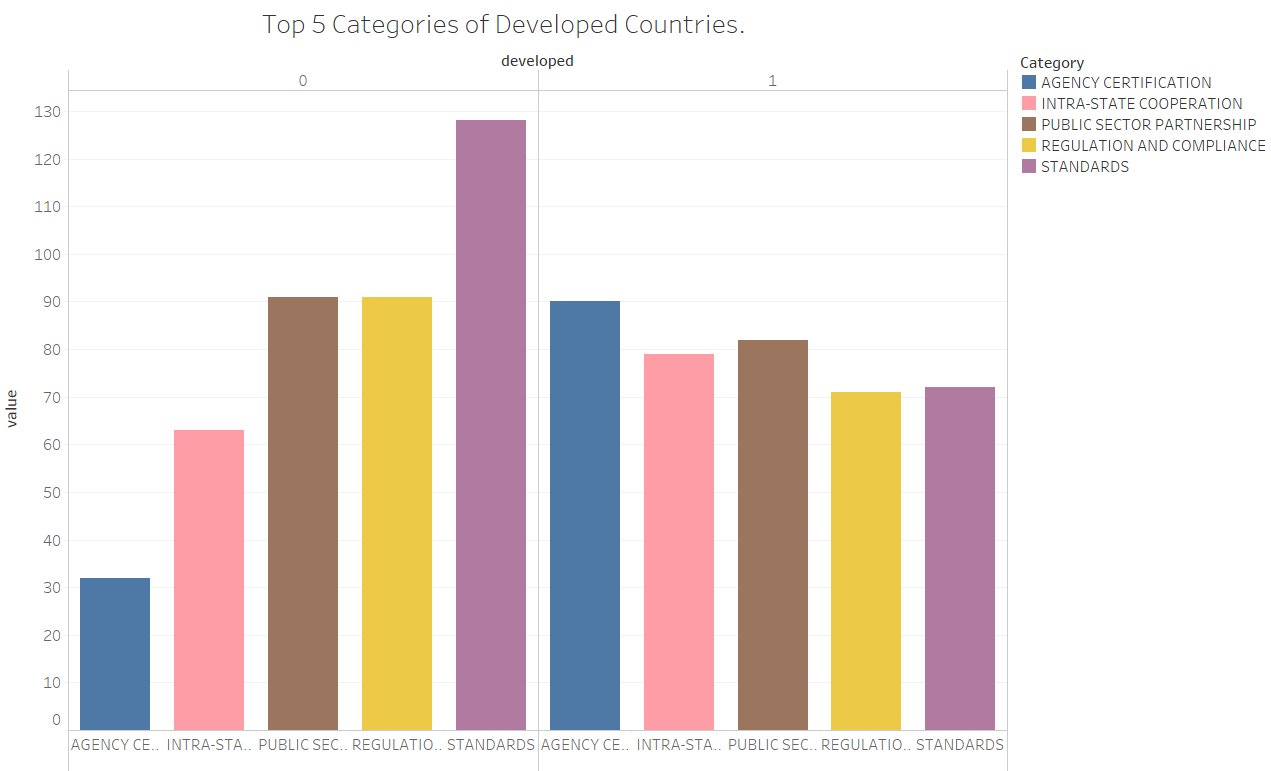 Top 5 Categories of Developed Countries.
developed
0 1
130
120
110
100
90
80
70
60
50
40
30
20
10
0
value
AGENCY CE.. INTRA-STA.. PUBLIC SEC.. REGULATIO.. STANDARDS AGENCY CE.. INTRA-STA.. PUBLIC SEC.. REGULATIO.. STANDARDS
Category
AGENCY CERTIFICATION
INTRA-STATE COOPERATION
PUBLIC SECTOR PARTNERSHIP
REGULATION AND COMPLIANCE
STANDARDS